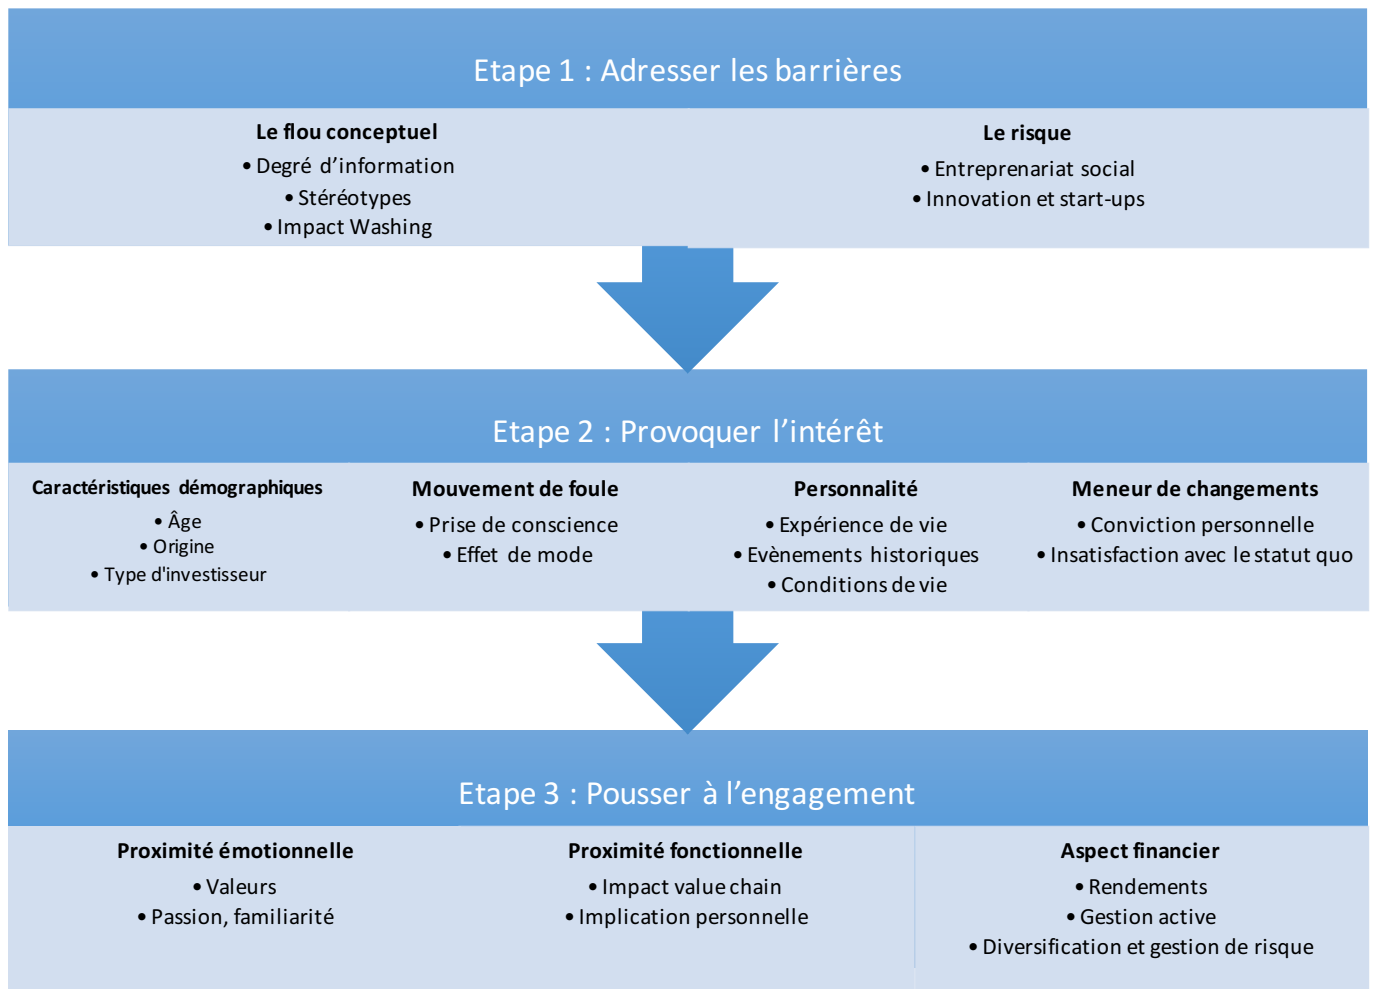 Etape 1 : Adresser les barrières
Le flou conceptuel
• Degré d’information
• Stéréotypes
• Impact Washing
Le risque
• Entreprenariat social
• Innovation et start-ups
Etape 2 : Provoquer l’intérêt
Caractéristiques démographiques
• Âge
• Origine
• Type d'investisseur
Mouvement de foule
• Prise de conscience
• Effet de mode
Personnalité
• Expérience de vie
• Evènements historiques
• Conditions de vie
Meneur de changements
• Conviction personnelle
• Insatisfaction avec le statut quo
Etape 3 : Pousser à l’engagement
Proximité émotionnelle
• Valeurs
• Passion, familiarité
Proximité fonctionnelle
• Impact value chain
• Implication personnelle
Aspect financier
• Rendements
• Gestion active
• Diversification et gestion de risque